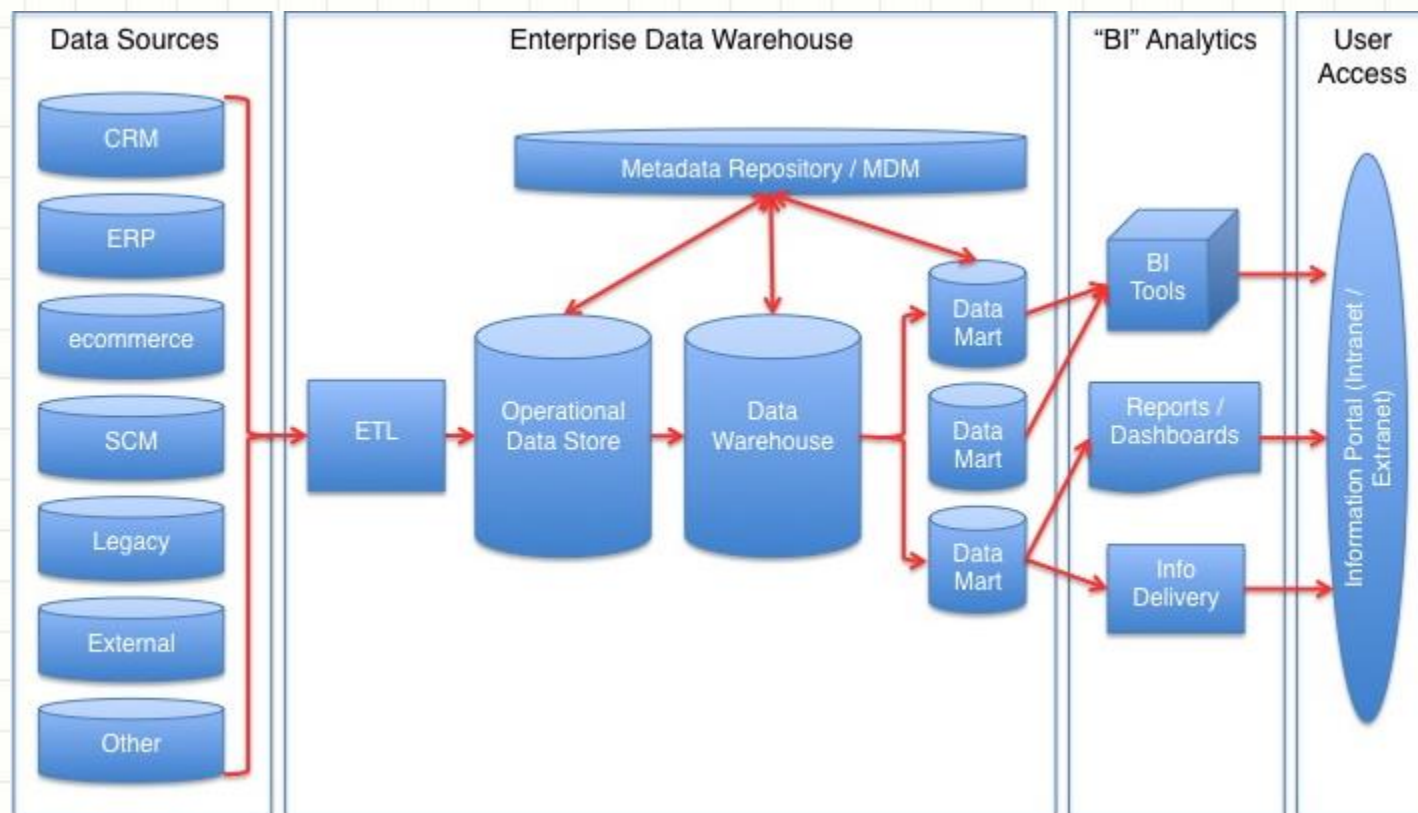 Data Sources
CRM
ERP
ecommerce
SCM
Legacy
External
Other
Enterprise Data Warehouse
Metadata Repository / MDM
ETL
Operational
Data Store
Data
Warehouse
Data
Mart
Data
Mart
Data
Mart
“BI” Analytics
BI
Tools
Reports /
Dashboards
Info
Delivery
User
Access
Information Portal (Intranet /
Extranet)